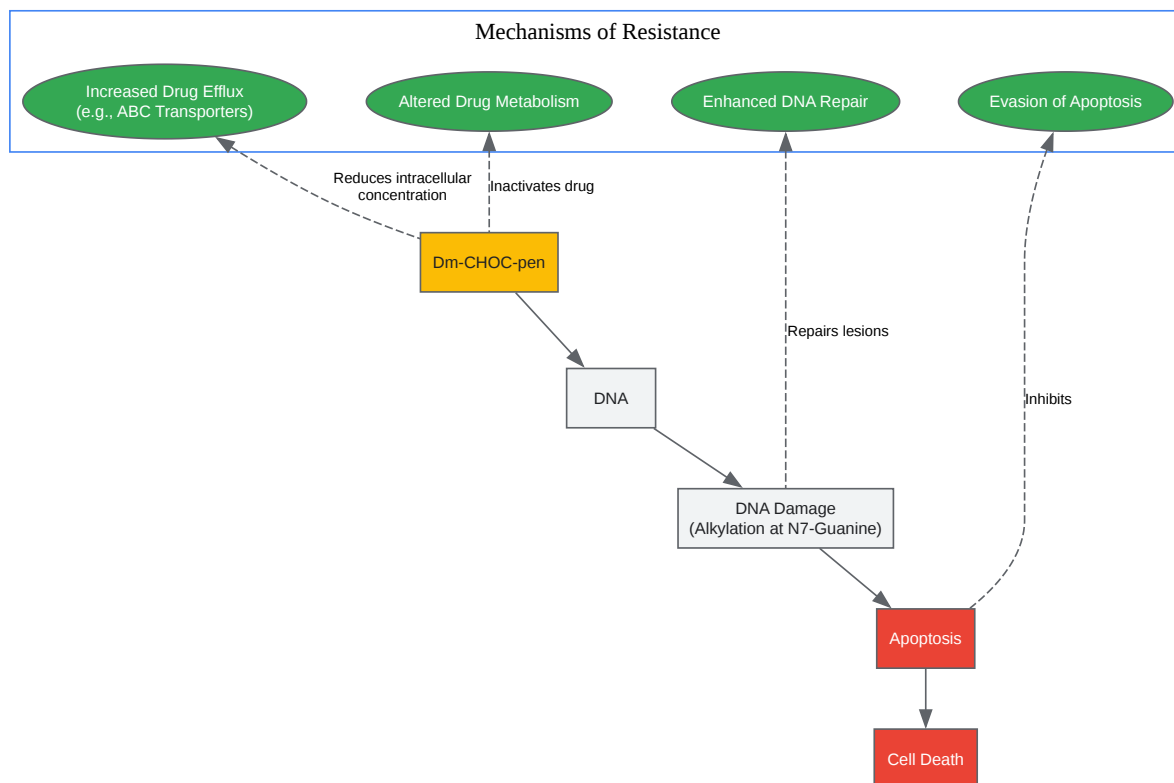 Mechanisms of Resistance
Increased Drug Efflux
(e.g., ABC Transporters)
Altered Drug Metabolism
Enhanced DNA Repair
Evasion of Apoptosis
Reduces intracellular
concentration
Inactivates drug
Dm-CHOC-pen
Repairs lesions
DNA
Inhibits
DNA Damage
(Alkylation at N7-Guanine)
Apoptosis
Cell Death